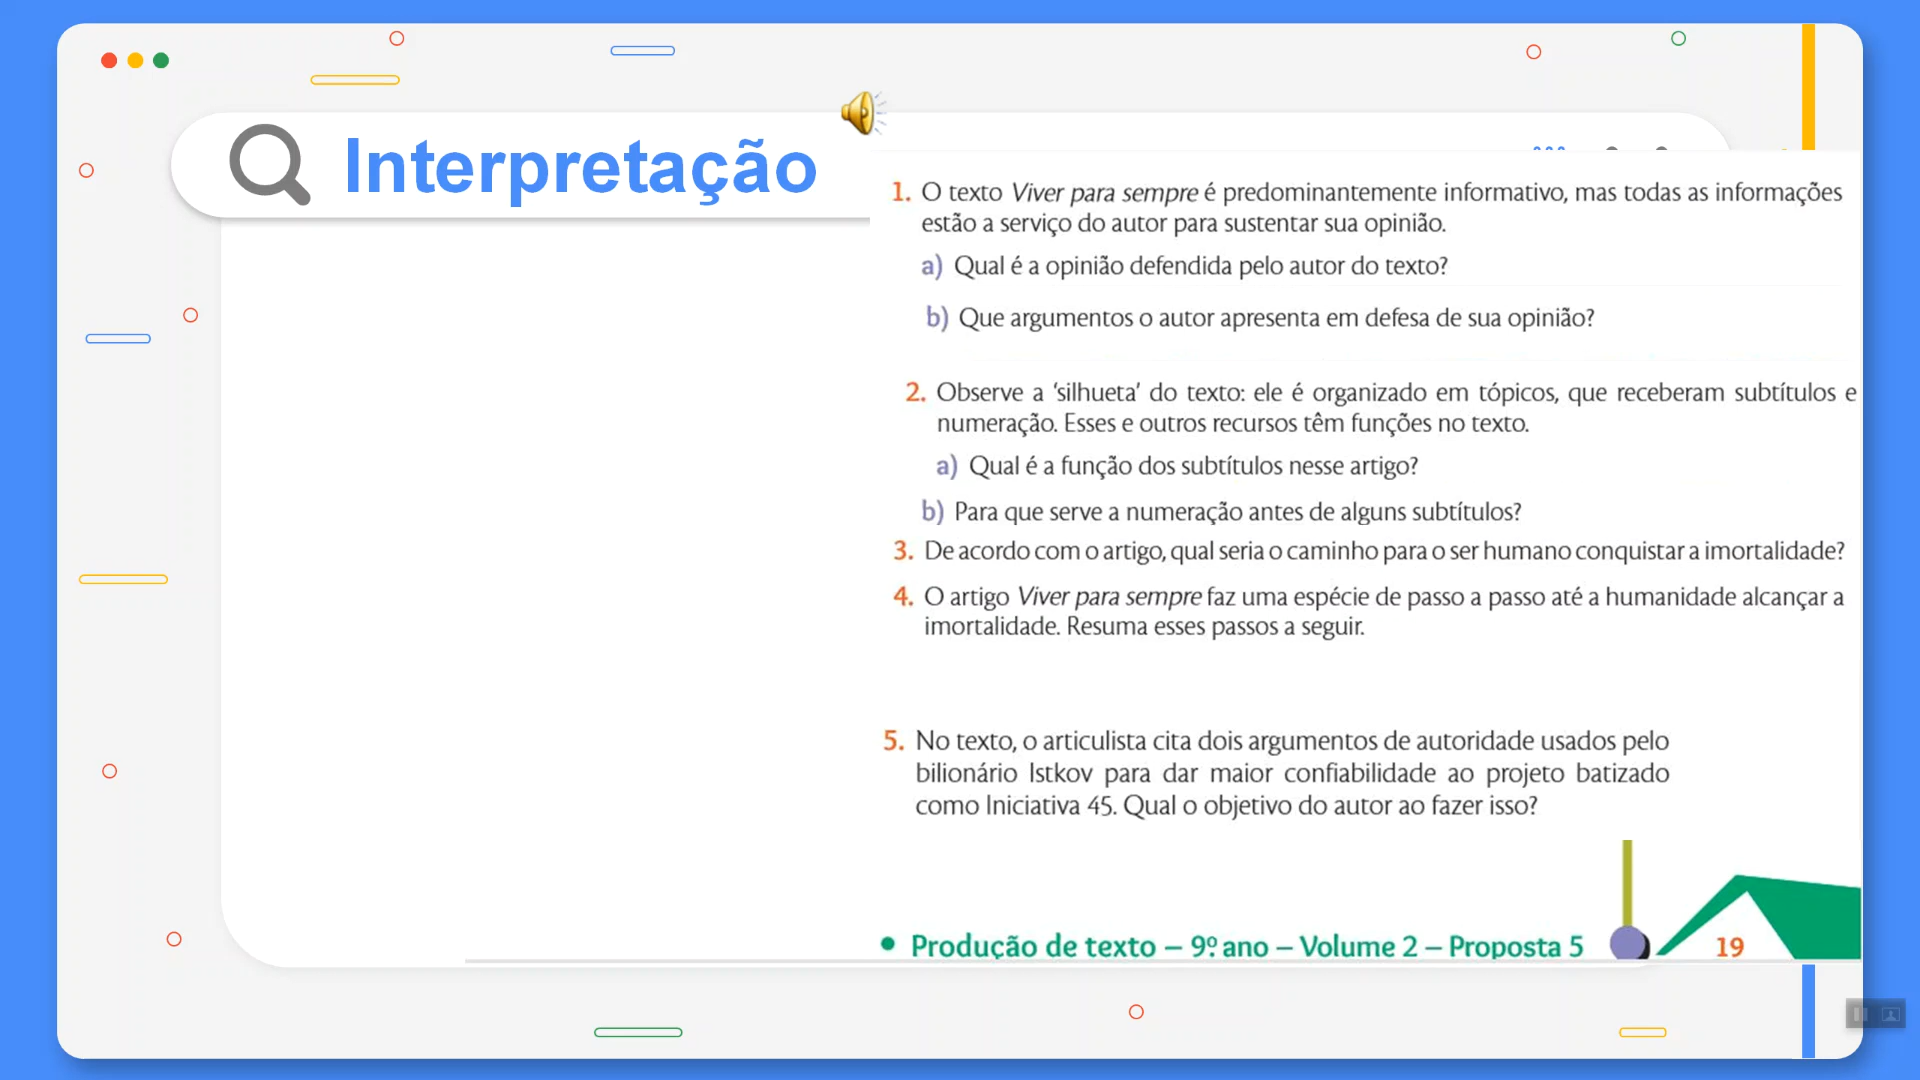 Interpretação
1. O texto Viver para sempre é predominantemente informativo, mas todas as informações
estão a serviço do autor para sustentar sua opinião.
a) Qual é a opinião defendida pelo autor do texto?
b) Que argumentos o autor apresenta em defesa de sua opinião?
2. Observe a ‘silhueta’ do texto: ele é organizado em tópicos, que receberam subtítulos e
numeração. Esses e outros recursos têm funções no texto.
a) Qual é a função dos subtítulos nesse artigo?
b) Para que serve a numeração antes de alguns subtítulos?
3. De acordo com o artigo, qual seria o caminho para o ser humano conquistar a imortalidade?
4. O artigo Viver para sempre faz uma espécie de passo a passo até a humanidade alcançar a
imortalidade. Resuma esses passos a seguir.
5. No texto, o articulista cita dois argumentos de autoridade usados pelo
bilionário Istkov para dar maior confiabilidade ao projeto batizado
como Iniciativa 45. Qual o objetivo do autor ao fazer isso?
• Produção de texto – 9º ano – Volume 2 – Proposta 5
19